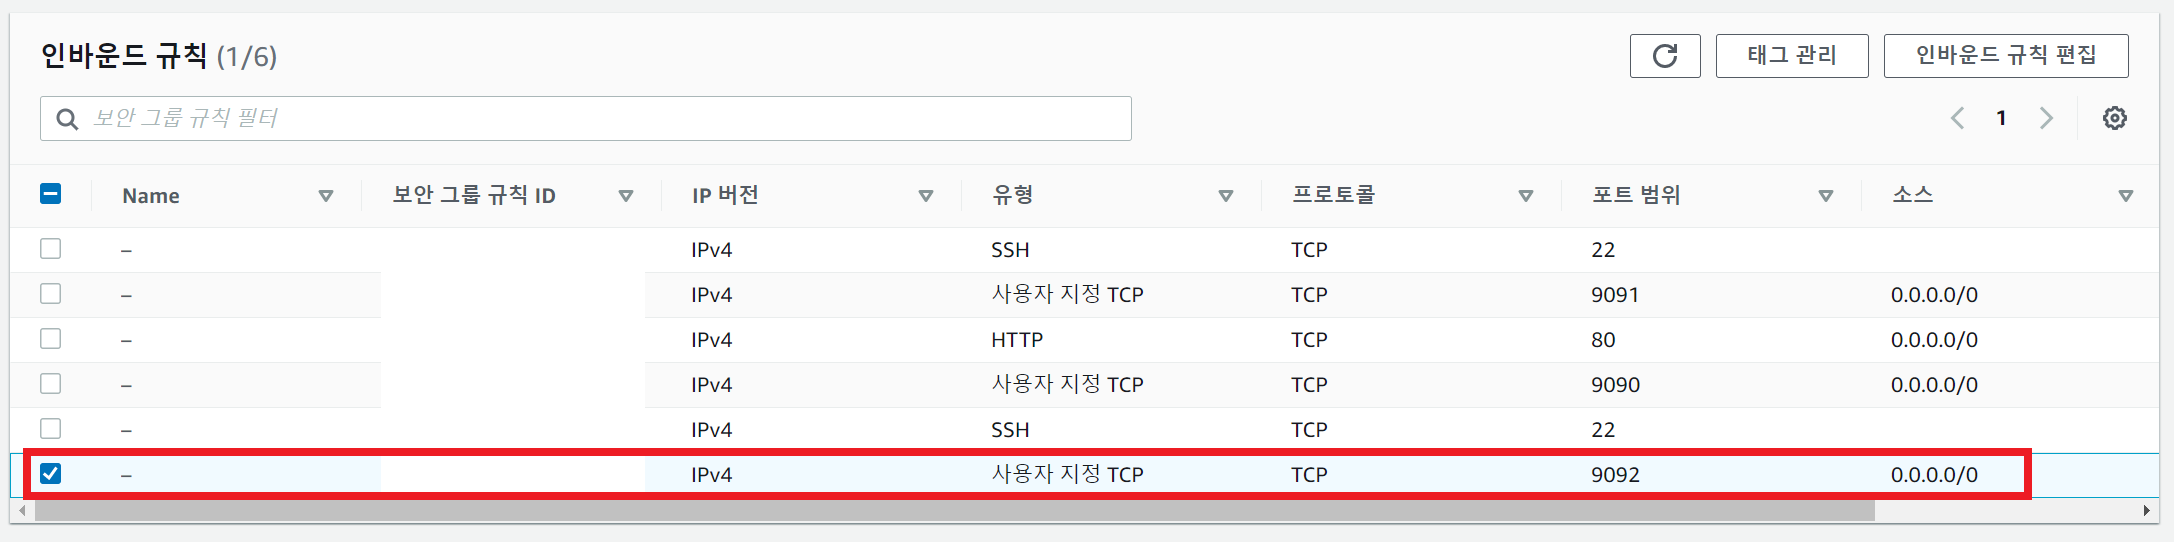 인바운드 규칙 (1/6)
태그 관리
인바운드 규칙 편집
보안 그룹 규칙 필터
1
Name 보안 그룹 규칙 ID IP 버전 유형 프로토콜 포트 범위 소스
– IPv4 SSH TCP 22
– IPv4 사용자 지정 TCP TCP 9091 0.0.0.0/0
– IPv4 HTTP TCP 80 0.0.0.0/0
– IPv4 사용자 지정 TCP TCP 9090 0.0.0.0/0
– IPv4 SSH TCP 22
– IPv4 사용자 지정 TCP TCP 9092 0.0.0.0/0